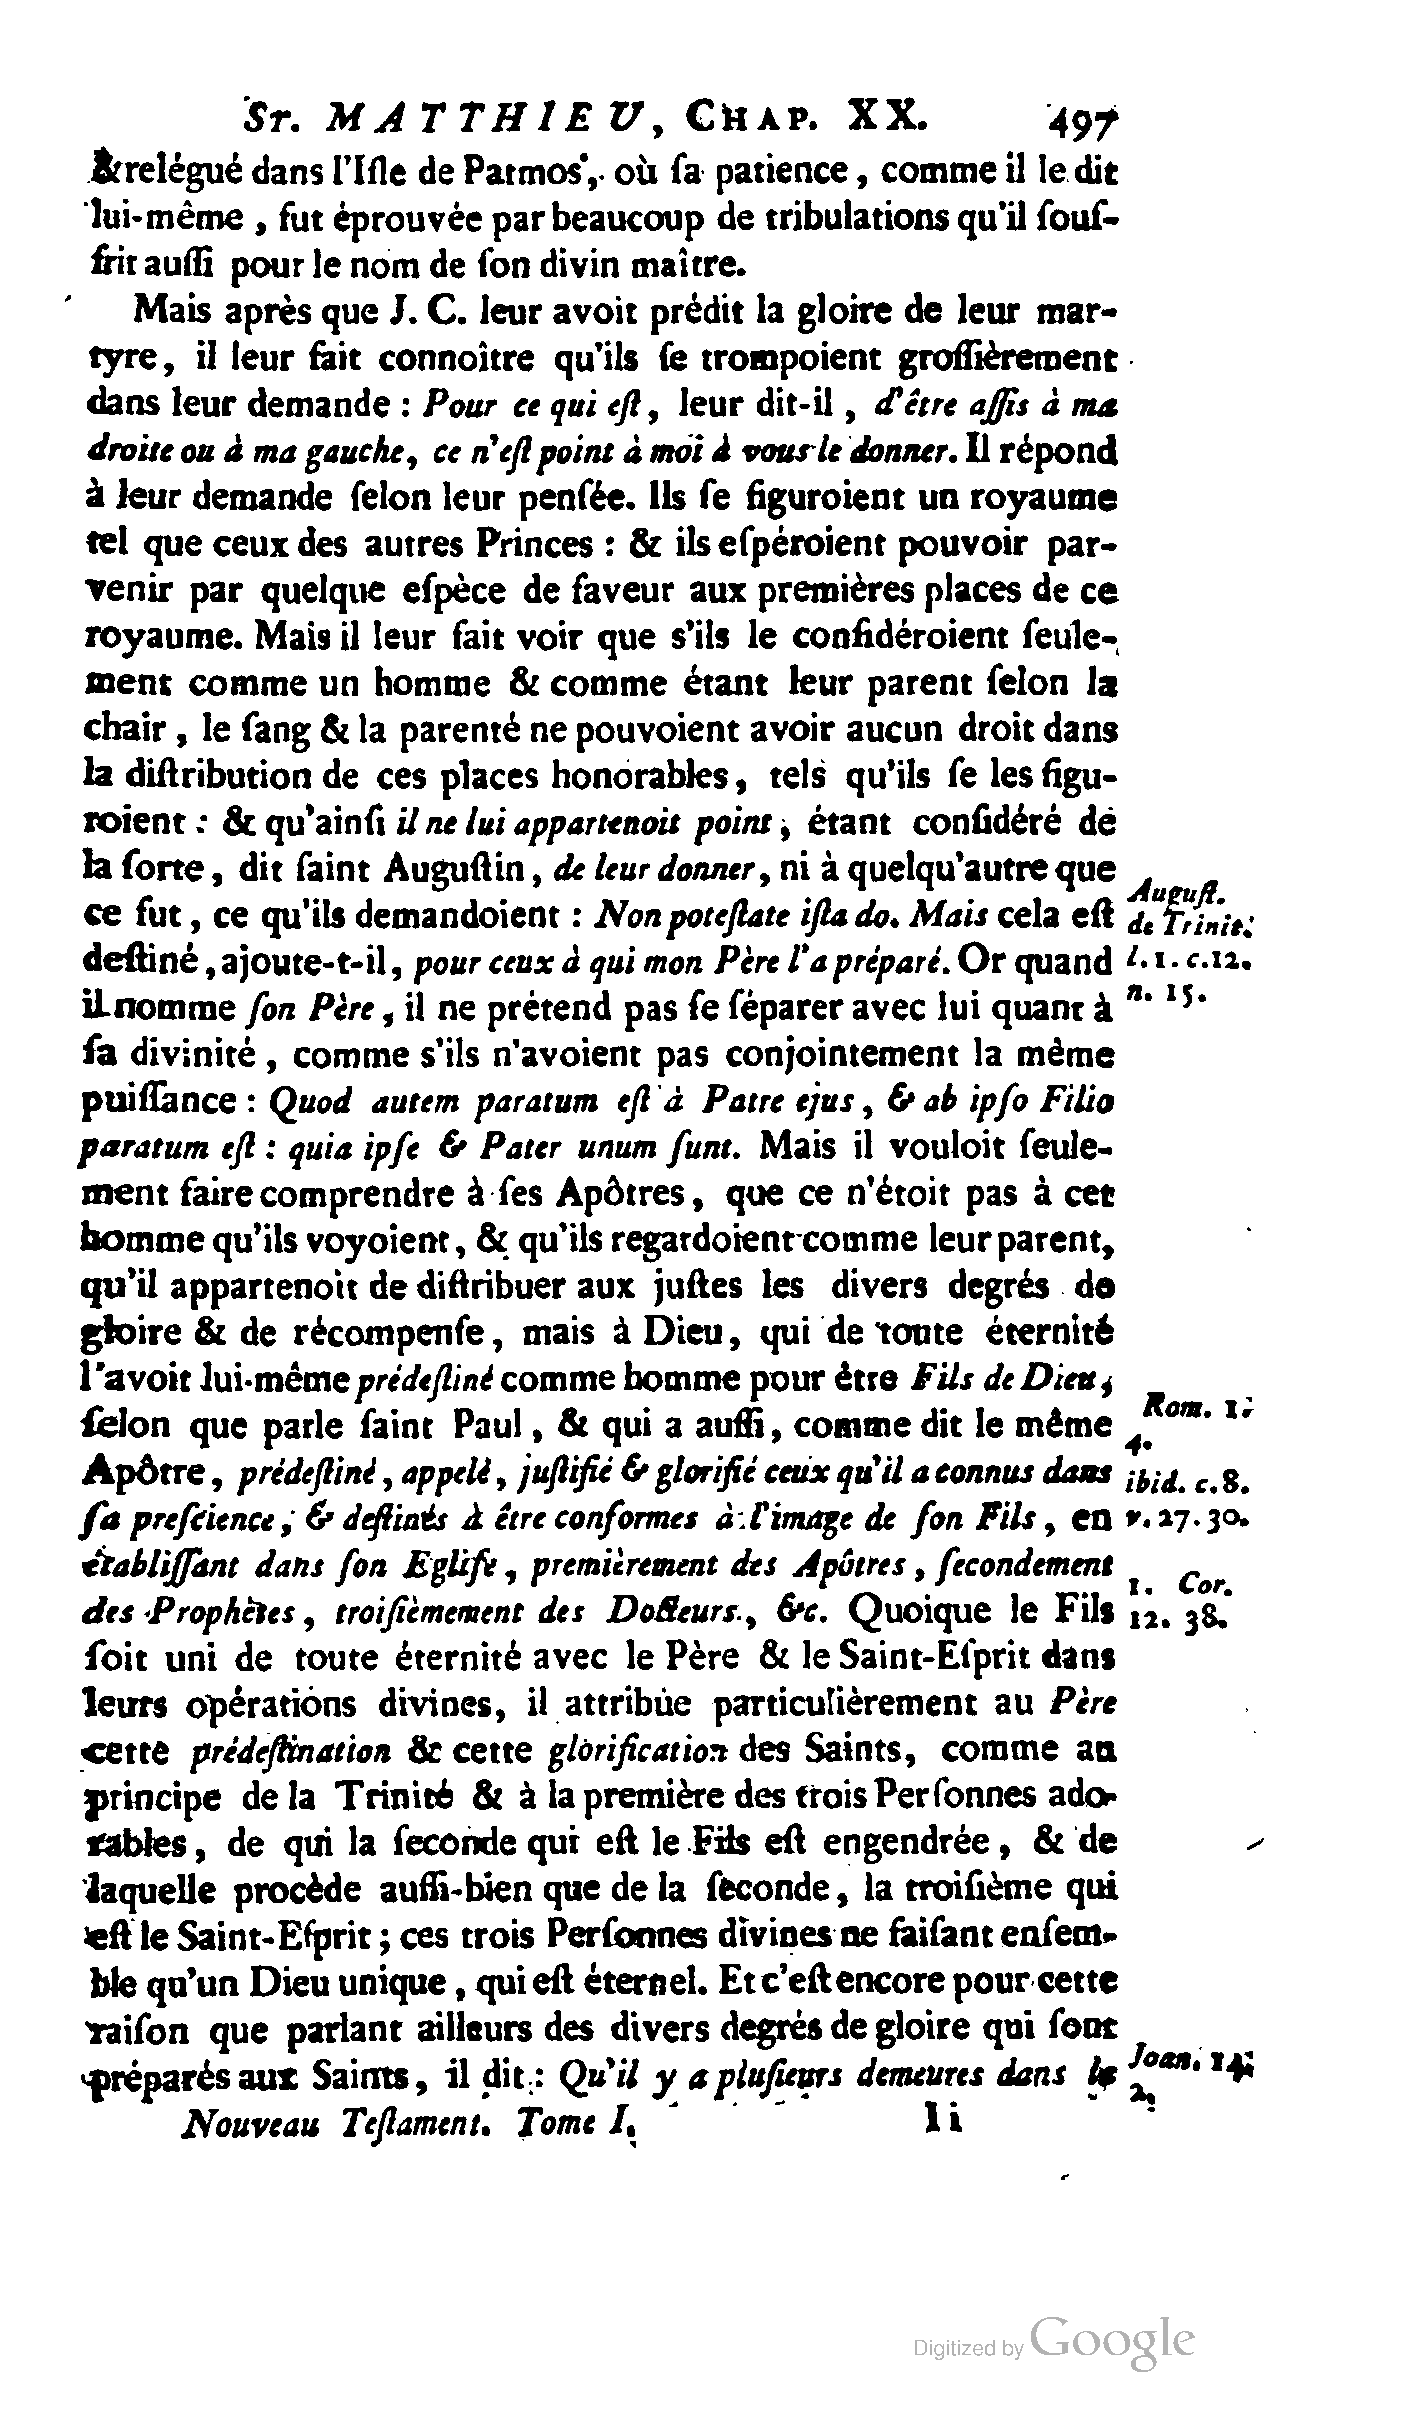 St. MATTHIEU, CHAP. XX. 497
& relégué dans l'Iſle de Patmos, où ſa patience, comme il le dit
lui-même, fut éprouvée par beaucoup de tribulations qu'il ſouf-
frit auſſi pour le nom de ſon divin maître.
Mais après que J. C. leur avoit prédit la gloire de leur mar-
tyre, il leur fait connoître qu'ils ſe trompoient groſſièrement
dans leur demande : Pour ce qui eſt, leur dit-il, d'être aſſis à ma
droite ou à ma gauche, ce n'eſt point à moi à vous le donner. Il répond
à leur demande ſelon leur penſée. Ils ſe figuroient un royaume
tel que ceux des autres Princes : & ils eſpéroient pouvoir par-
venir par quelque eſpèce de faveur aux premières places de ce
royaume. Mais il leur fait voir que s'ils le conſidéroient ſeule-
ment comme un homme & comme étant leur parent ſelon la
chair, le ſang & la parenté ne pouvoient avoir aucun droit dans
la diſtribution de ces places honorables, tels qu'ils ſe les figu-
roient : & qu'ainſi il ne lui appartenoit point, étant conſidéré de
la ſorte, dit ſaint Auguſtin, de leur donner, ni à quelqu'autre que
ce fut, ce qu'ils demandoient : Non poteſtate iſta do. Mais cela eſt
deſtiné, ajoute-t-il, pour ceux à qui mon Père l'a préparé. Or quand
il nomme ſon Père, il ne prétend pas ſe ſéparer avec lui quant à
ſa divinité, comme s'ils n'avoient pas conjointement la même
puiſſance : Quod autem paratum eſt à Patre ejus, & ab ipſo Filio
paratum eſt : quia ipſe & Pater unum ſunt. Mais il vouloit ſeule-
ment faire comprendre à ſes Apôtres, que ce n'étoit pas à cet
homme qu'ils voyoient, & qu'ils regardoient comme leur parent,
qu'il appartenoit de diſtribuer aux juſtes les divers degrés de
gloire & de récompenſe, mais à Dieu, qui de toute éternité
l'avoit lui-même prédeſtiné comme homme pour être Fils de Dieu,
ſelon que parle ſaint Paul, & qui a auſſi, comme dit le même
Apôtre, prédeſtiné, appelé, juſtifié & glorifié ceux qu'il a connus dans
ſa preſcience, & deſtinés à être conformes à l'image de ſon Fils, en
établiſſant dans ſon Egliſe, premièrement des Apôtres, ſecondement
des Prophètes, troiſièmement des Docteurs, &c. Quoique le Fils
ſoit uni de toute éternité avec le Père & le Saint-Eſprit dans
leurs opérations divines, il attribue particulièrement au Père
cette prédeſtination & cette glorification des Saints, comme au
principe de la Trinité & à la première des trois Perſonnes ado-
rables, de qui la ſeconde qui eſt le Fils eſt engendrée, & de
laquelle procède auſſi-bien que de la ſeconde, la troiſième qui
eſt le Saint-Eſprit ; ces trois Perſonnes divines ne faiſant enſem-
ble qu'un Dieu unique, qui eſt éternel. Et c'eſt encore pour cette
raiſon que parlant ailleurs des divers degrés de gloire qui ſont
préparés aux Saints, il dit : Qu'il y a pluſieurs demeures dans le
Auguſt.
de Trinit.
l. 1. c. 12.
n. 15.
Rom. 1.
4.
ibid. c. 8.
v. 27. 30.
1. Cor.
12. 38.
Joan. 14.
2.
Nouveau Teſtament. Tome I. Ii
Digitized by Google